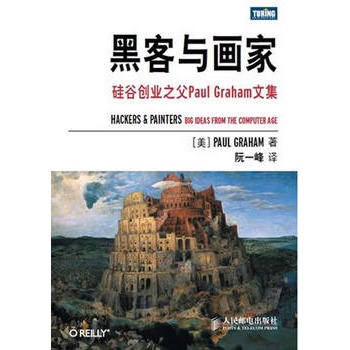 TURING
黑客与画家
硅谷创业之父Paul Graham文集
HACKERS & PAINTERS BIG IDEAS FROM THE COMPUTER AGE
[美] PAUL GRAHAM 著
阮一峰 译
O'REILLY®
人民邮电出版社
POSTS & TELECOM PRESS